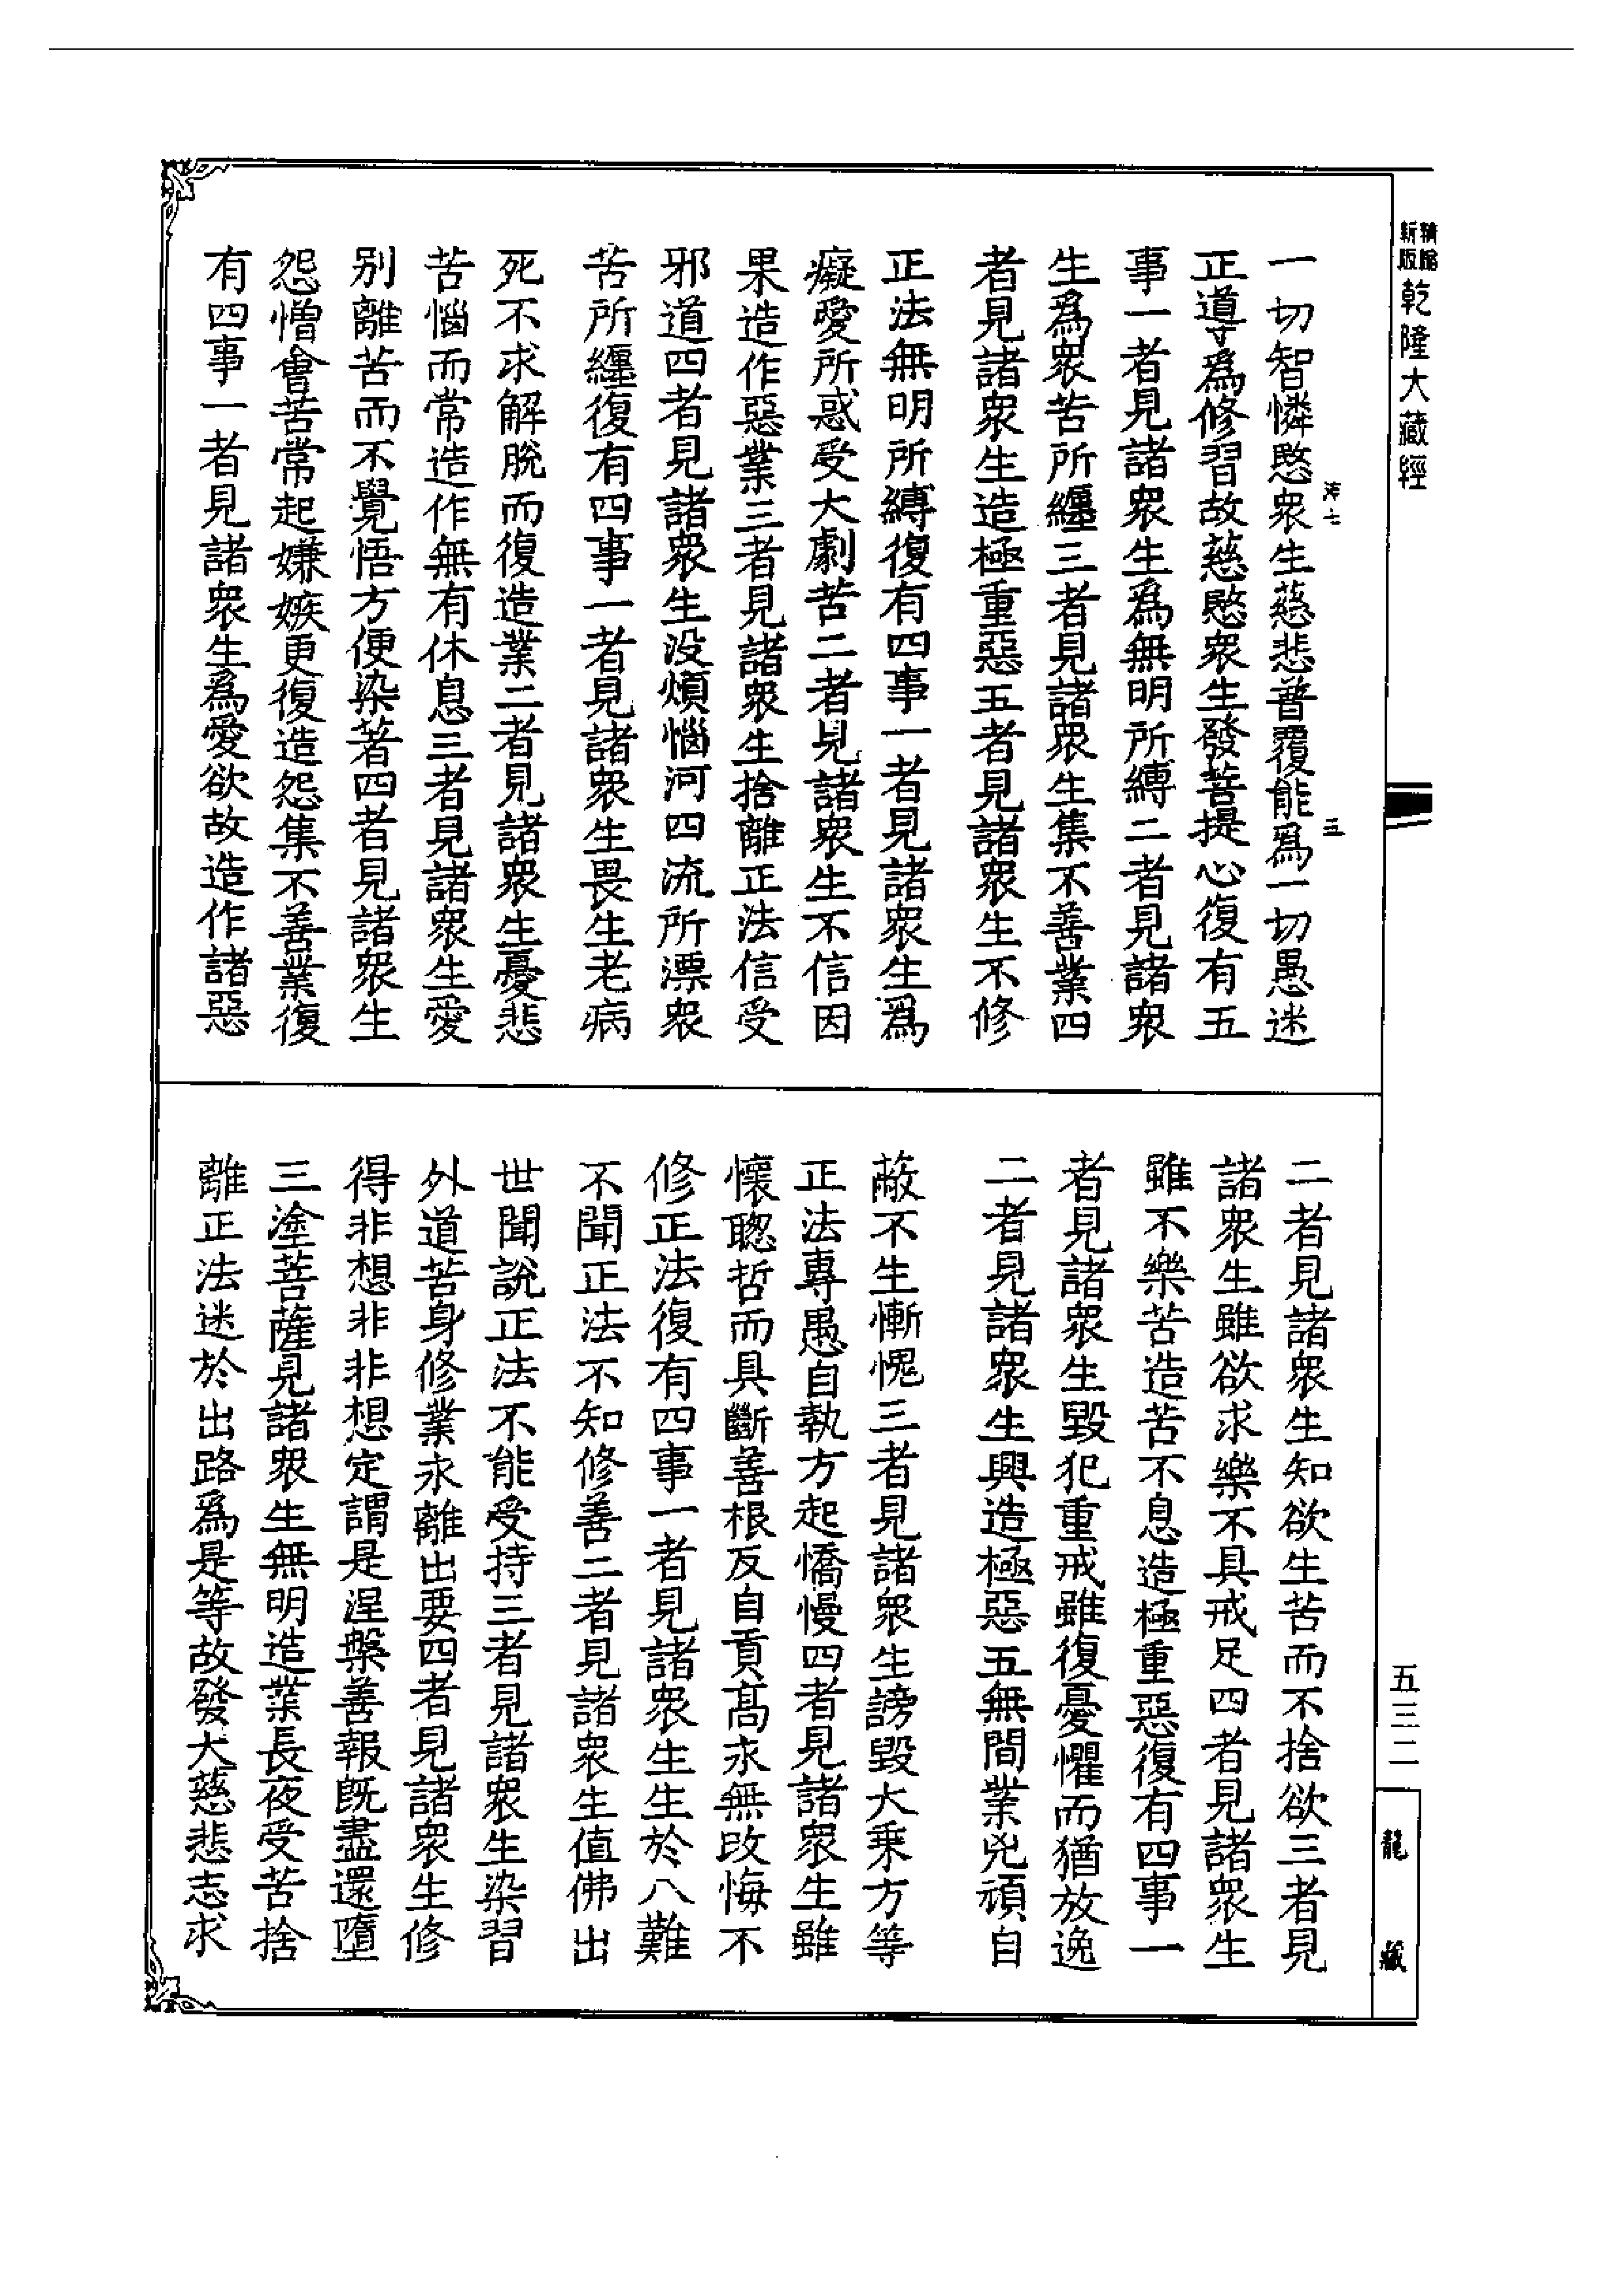 精縮
新版
乾隆大藏經
一切智憐愍衆生慈悲普覆能爲一切愚迷
正導爲修習故慈愍衆生發菩提心復有五
事一者見諸衆生爲無明所縛二者見諸衆
生爲衆苦所纏三者見諸衆生集不善業四
者見諸衆生造極重惡五者見諸衆生不修
正法無明所縛復有四事一者見諸衆生爲
癡愛所惑受大劇苦二者見諸衆生不信因
果造作惡業三者見諸衆生捨離正法信受
邪道四者見諸衆生没煩惱河四流所漂衆
苦所纏復有四事一者見諸衆生畏生老病
死不求解脫而復造業二者見諸衆生憂悲
苦惱而常造作無有休息三者見諸衆生愛
別離苦而不覺悟方便染著四者見諸衆生
怨憎會苦常起嫌嫉更復造怨集不善業復
有四事一者見諸衆生爲愛欲故造作諸惡
二者見諸衆生知欲生苦而不捨欲三者見
諸衆生雖欲求樂不具戒足四者見諸衆生
雖不樂苦造苦不息造極重惡復有四事一
者見諸衆生毀犯重戒雖復憂懼而猶放逸
二者見諸衆生興造極惡五無間業兇頑自
蔽不生慚愧三者見諸衆生謗毀大乘方等
正法專愚自執方起憍慢四者見諸衆生雖
懷聰哲而具斷善根反自貢高永無改悔不
修正法復有四事一者見諸衆生生於八難
不聞正法不知修善二者見諸衆生值佛出
世聞說正法不能受持三者見諸衆生染習
外道苦身修業永離出要四者見諸衆生修
得非想非非想定謂是涅槃善報旣盡還墮
三塗菩薩見諸衆生無明造業長夜受苦捨
離正法迷於出路爲是等故發大慈悲志求
五三二
龍藏